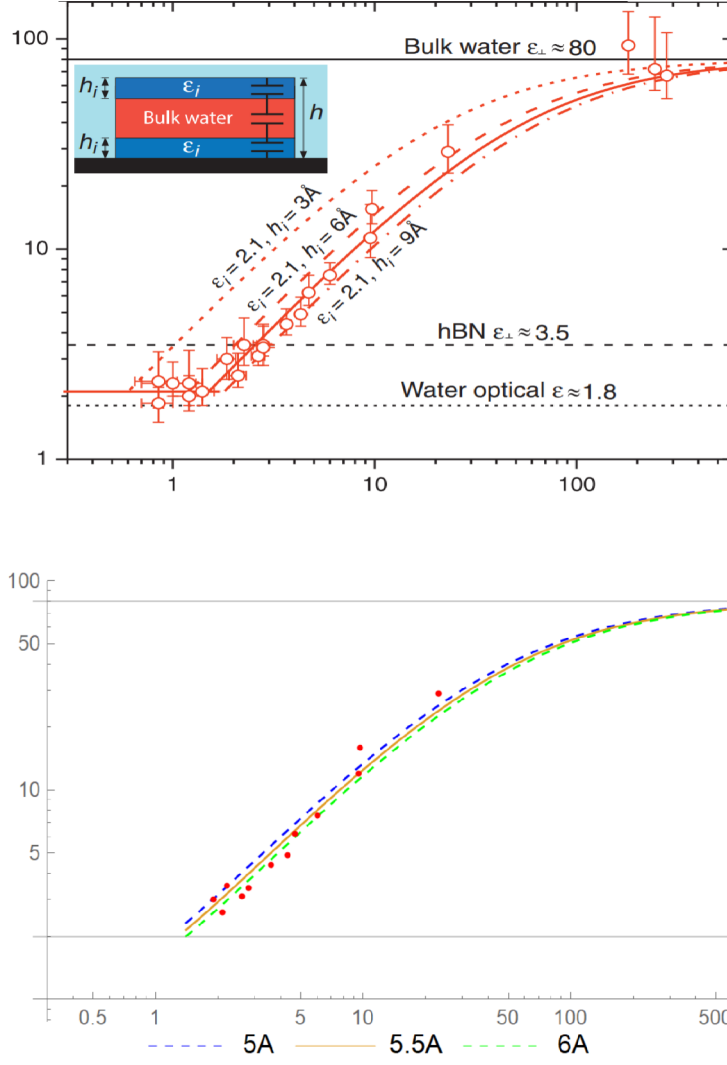 100
Bulk water ε⊥ ≈ 80
hᵢ
εᵢ
Bulk water
h
hᵢ
εᵢ
εᵢ = 2.1, hᵢ = 3Å
εᵢ = 2.1, hᵢ = 6Å
εᵢ = 2.1, hᵢ = 9Å
10
hBN ε⊥ ≈ 3.5
Water optical ε ≈ 1.8
1
1 10 100
100
50
10
5
0.5 1 5 10 50 100 500
5A 5.5A 6A